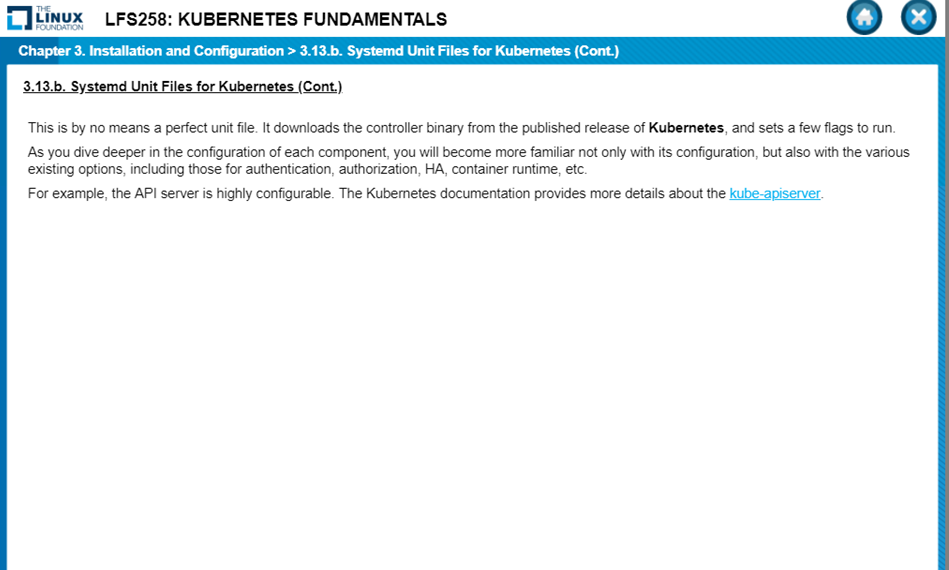 THE
LINUX
FOUNDATION
LFS258: KUBERNETES FUNDAMENTALS
Chapter 3. Installation and Configuration > 3.13.b. Systemd Unit Files for Kubernetes (Cont.)
3.13.b. Systemd Unit Files for Kubernetes (Cont.)
This is by no means a perfect unit file. It downloads the controller binary from the published release of Kubernetes, and sets a few flags to run.
As you dive deeper in the configuration of each component, you will become more familiar not only with its configuration, but also with the various
existing options, including those for authentication, authorization, HA, container runtime, etc.
For example, the API server is highly configurable. The Kubernetes documentation provides more details about the kube-apiserver.